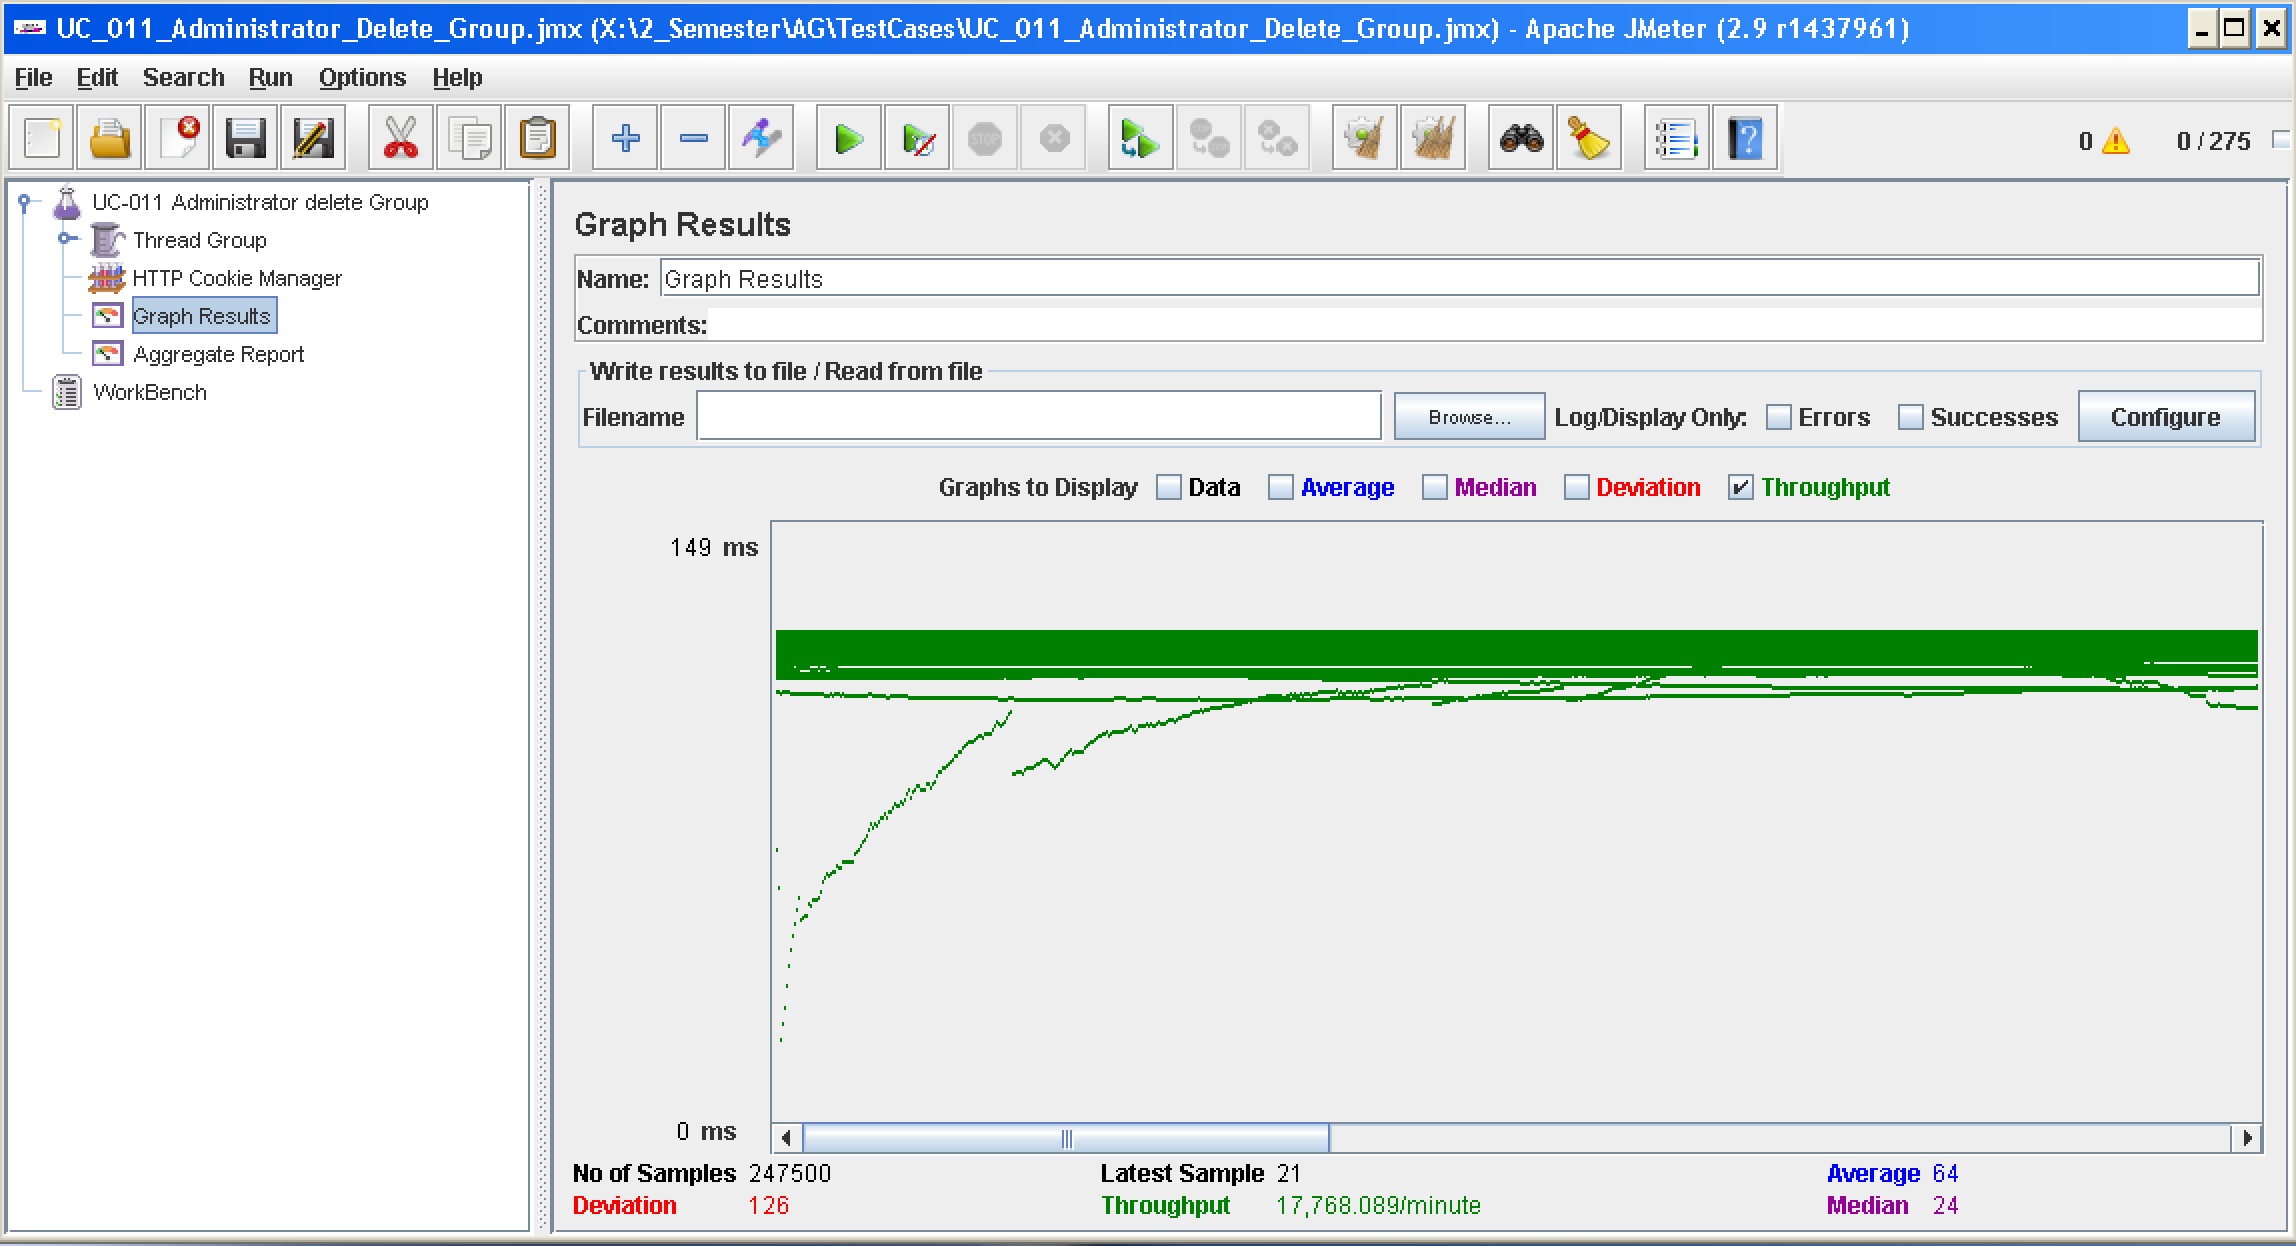 UC_011_Administrator_Delete_Group.jmx (X:\2_Semester\AG\TestCases\UC_011_Administrator_Delete_Group.jmx) - Apache JMeter (2.9 r1437961)
File Edit Search Run Options Help
STOP
0 0 / 275
UC-011 Administrator delete Group
Thread Group
HTTP Cookie Manager
Graph Results
Aggregate Report
WorkBench
Graph Results
Name: Graph Results
Comments:
Write results to file / Read from file
Filename Browse... Log/Display Only: Errors Successes Configure
Graphs to Display Data Average Median Deviation Throughput
149 ms
0 ms
No of Samples 247500 Latest Sample 21 Average 64
Deviation 126 Throughput 17,768.089/minute Median 24